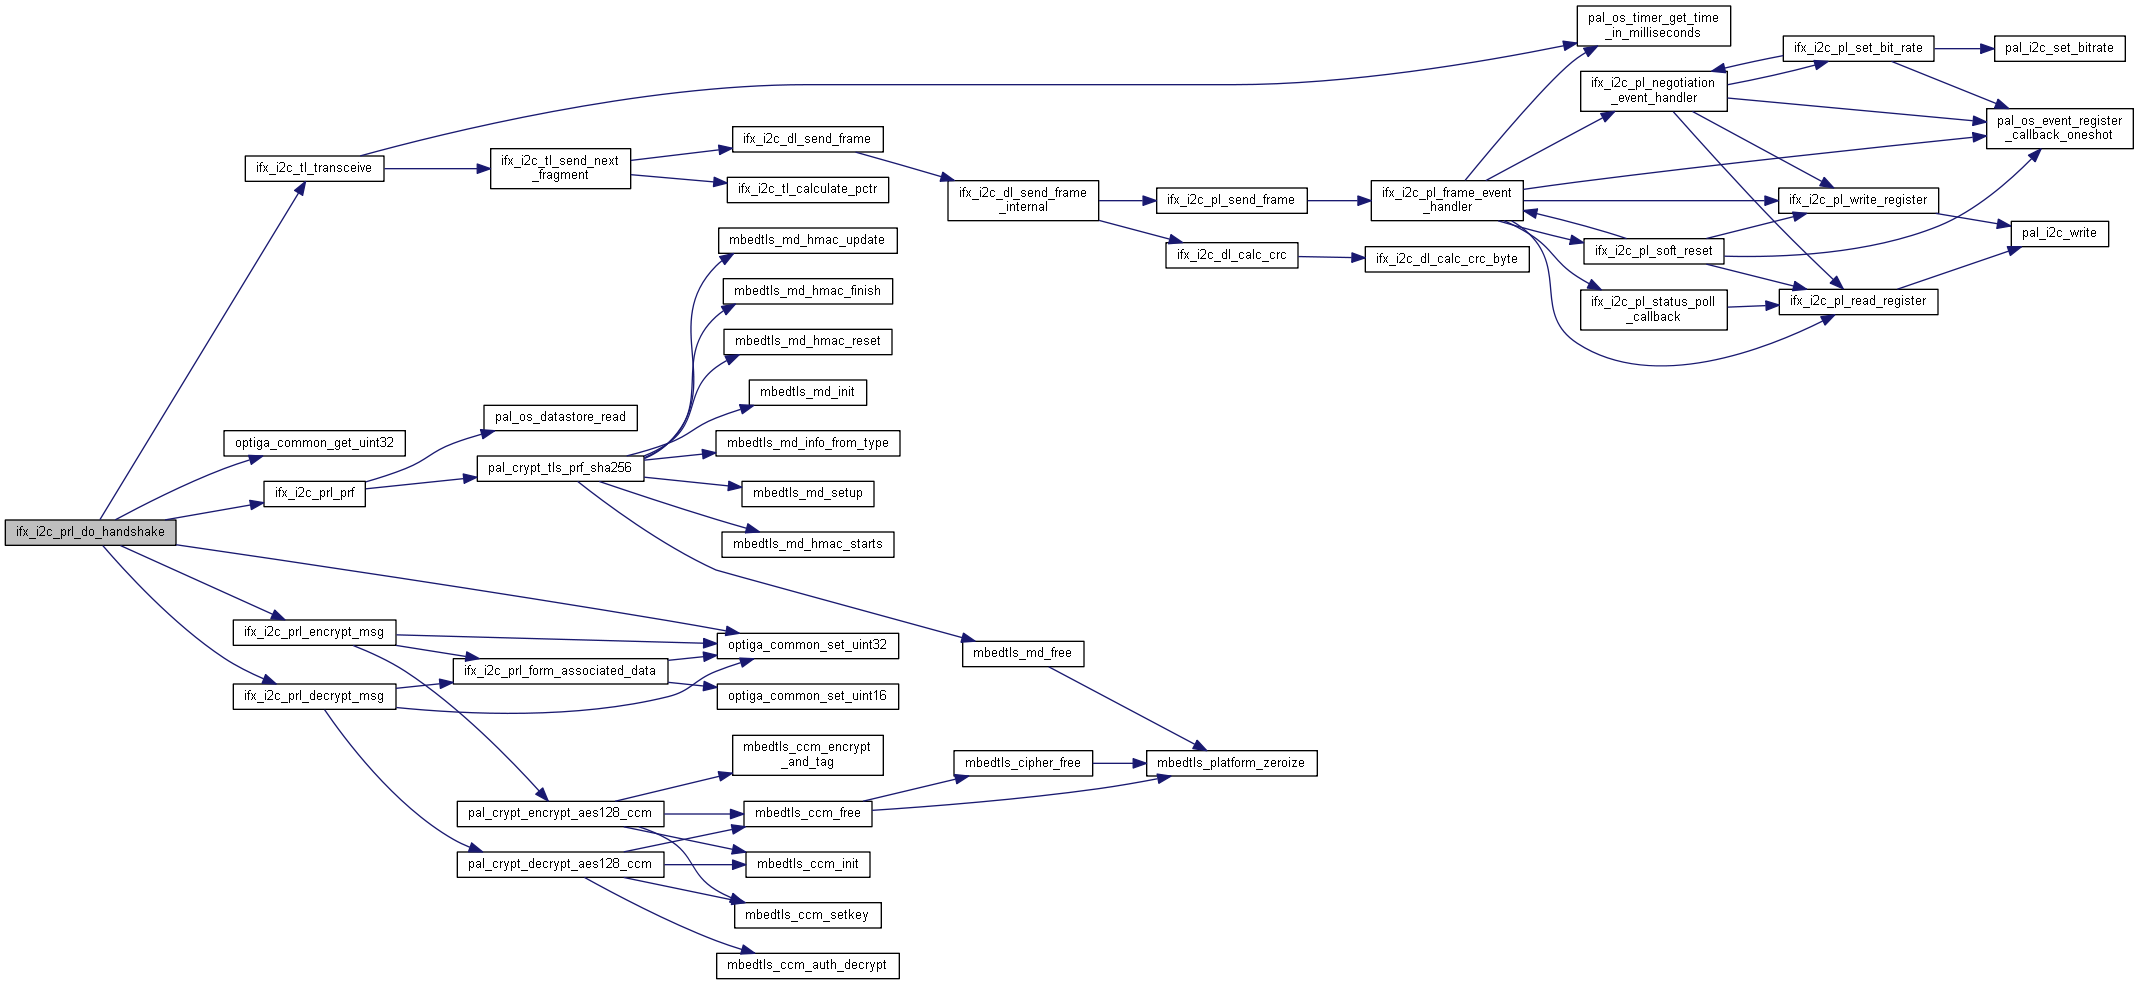 pal_os_timer_get_time
_in_milliseconds
ifx_i2c_pl_set_bit_rate
pal_i2c_set_bitrate
ifx_i2c_pl_negotiation
_event_handler
pal_os_event_register
_callback_oneshot
ifx_i2c_dl_send_frame
ifx_i2c_tl_transceive
ifx_i2c_tl_send_next
_fragment
ifx_i2c_tl_calculate_pctr
ifx_i2c_dl_send_frame
_internal
ifx_i2c_pl_send_frame
ifx_i2c_pl_frame_event
_handler
ifx_i2c_pl_write_register
pal_i2c_write
mbedtls_md_hmac_update
ifx_i2c_dl_calc_crc
ifx_i2c_dl_calc_crc_byte
ifx_i2c_pl_soft_reset
mbedtls_md_hmac_finish
ifx_i2c_pl_status_poll
_callback
ifx_i2c_pl_read_register
mbedtls_md_hmac_reset
mbedtls_md_init
pal_os_datastore_read
optiga_common_get_uint32
mbedtls_md_info_from_type
pal_crypt_tls_prf_sha256
ifx_i2c_prl_prf
mbedtls_md_setup
ifx_i2c_prl_do_handshake
mbedtls_md_hmac_starts
ifx_i2c_prl_encrypt_msg
optiga_common_set_uint32
mbedtls_md_free
ifx_i2c_prl_form_associated_data
ifx_i2c_prl_decrypt_msg
optiga_common_set_uint16
mbedtls_ccm_encrypt
_and_tag
mbedtls_cipher_free
mbedtls_platform_zeroize
pal_crypt_encrypt_aes128_ccm
mbedtls_ccm_free
pal_crypt_decrypt_aes128_ccm
mbedtls_ccm_init
mbedtls_ccm_setkey
mbedtls_ccm_auth_decrypt